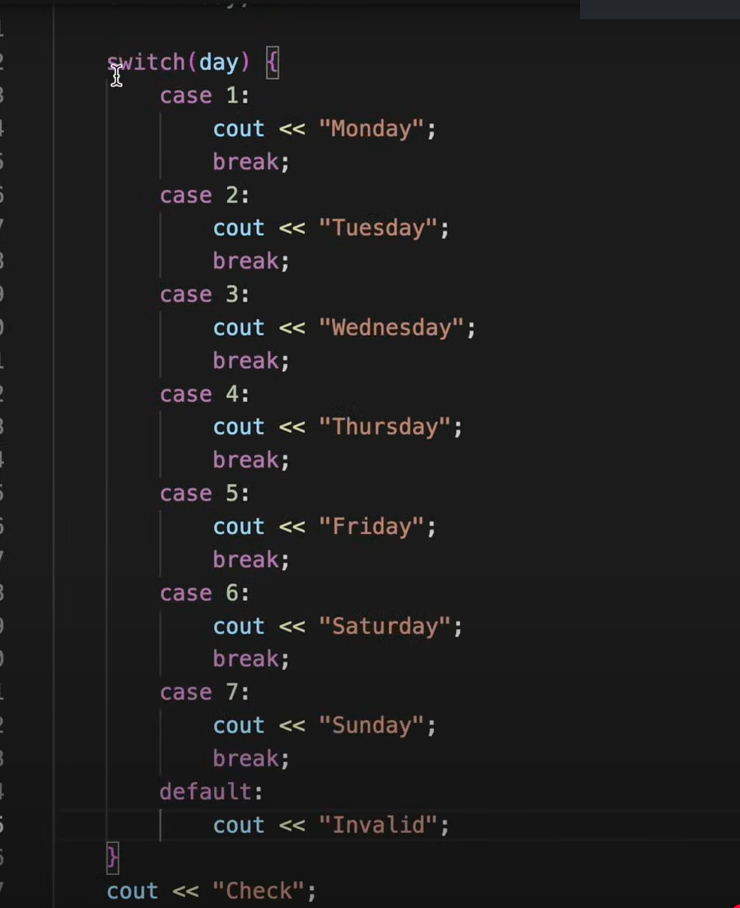 switch(day) {
case 1:
cout << "Monday";
break;
case 2:
cout << "Tuesday";
break;
case 3:
cout << "Wednesday";
break;
case 4:
cout << "Thursday";
break;
case 5:
cout << "Friday";
break;
case 6:
cout << "Saturday";
break;
case 7:
cout << "Sunday";
break;
default:
cout << "Invalid";
}
cout << "Check";